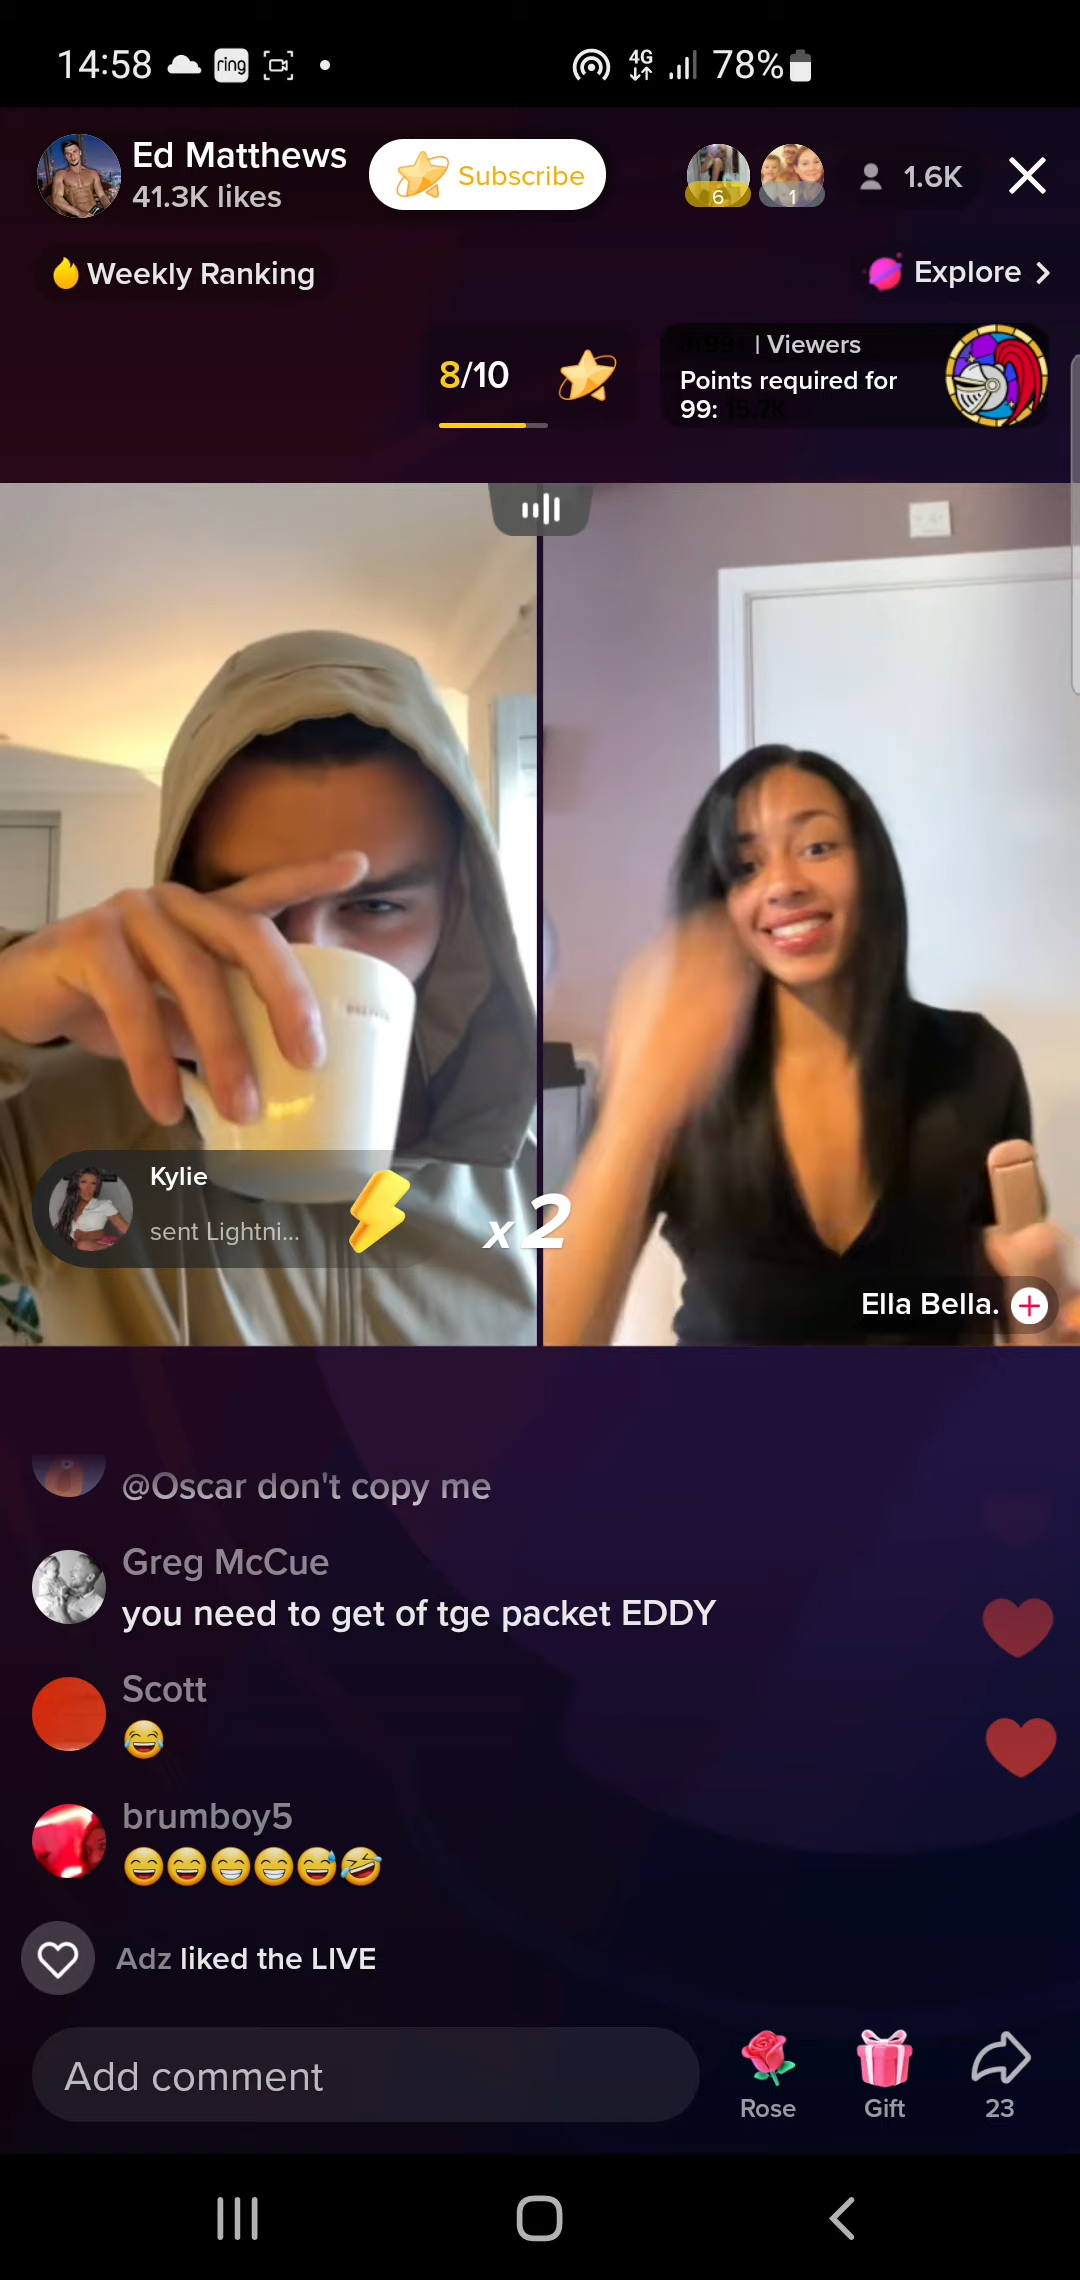 14:58
ring
4G
78%
Ed Matthews
41.3K likes
Subscribe
6
1
1.6K
Weekly Ranking
Explore
8/10
| Viewers
Points required for
99: 15.7K
Kylie
sent Lightni...
x2
Ella Bella.
@Oscar don't copy me
Greg McCue
you need to get of tge packet EDDY
Scott
brumboy5
Adz liked the LIVE
Add comment
Rose
Gift
23